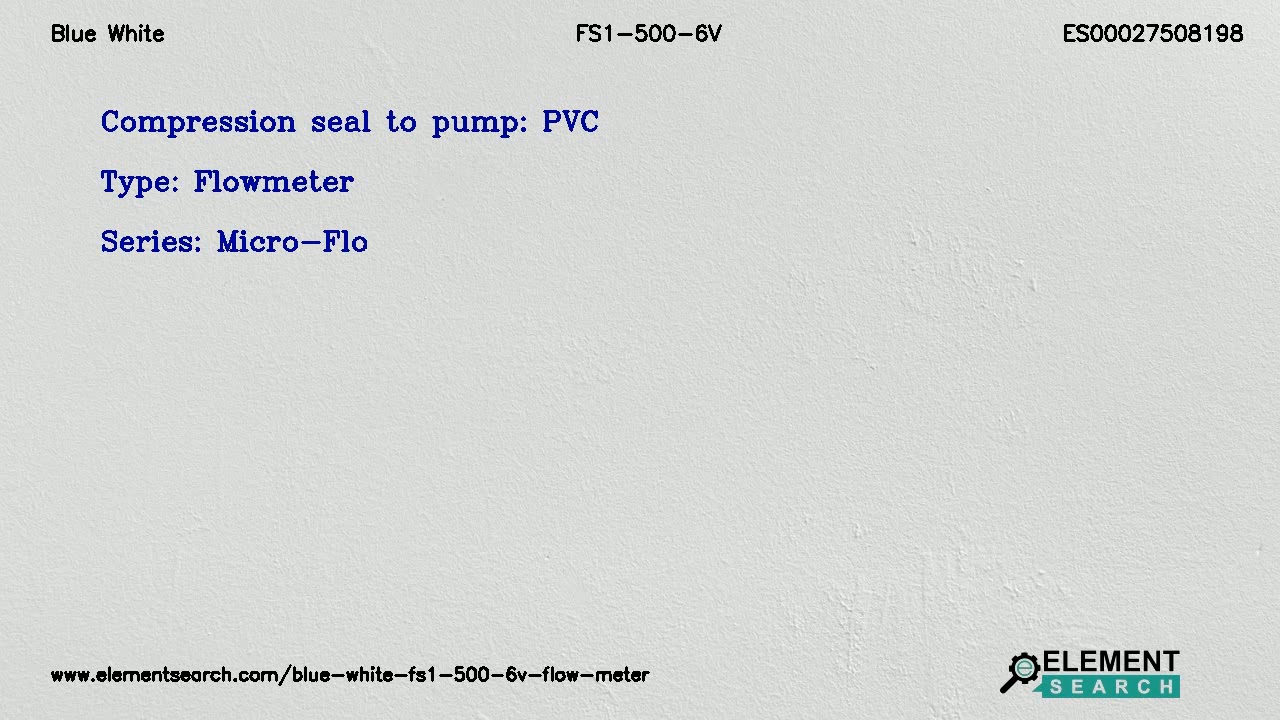 Blue White FS1-500-6V ES00027508198
Compression seal to pump: PVC
Type: Flowmeter
Series: Micro-Flo
www.elementsearch.com/blue-white-fs1-500-6v-flow-meter
e ELEMENT
SEARCH